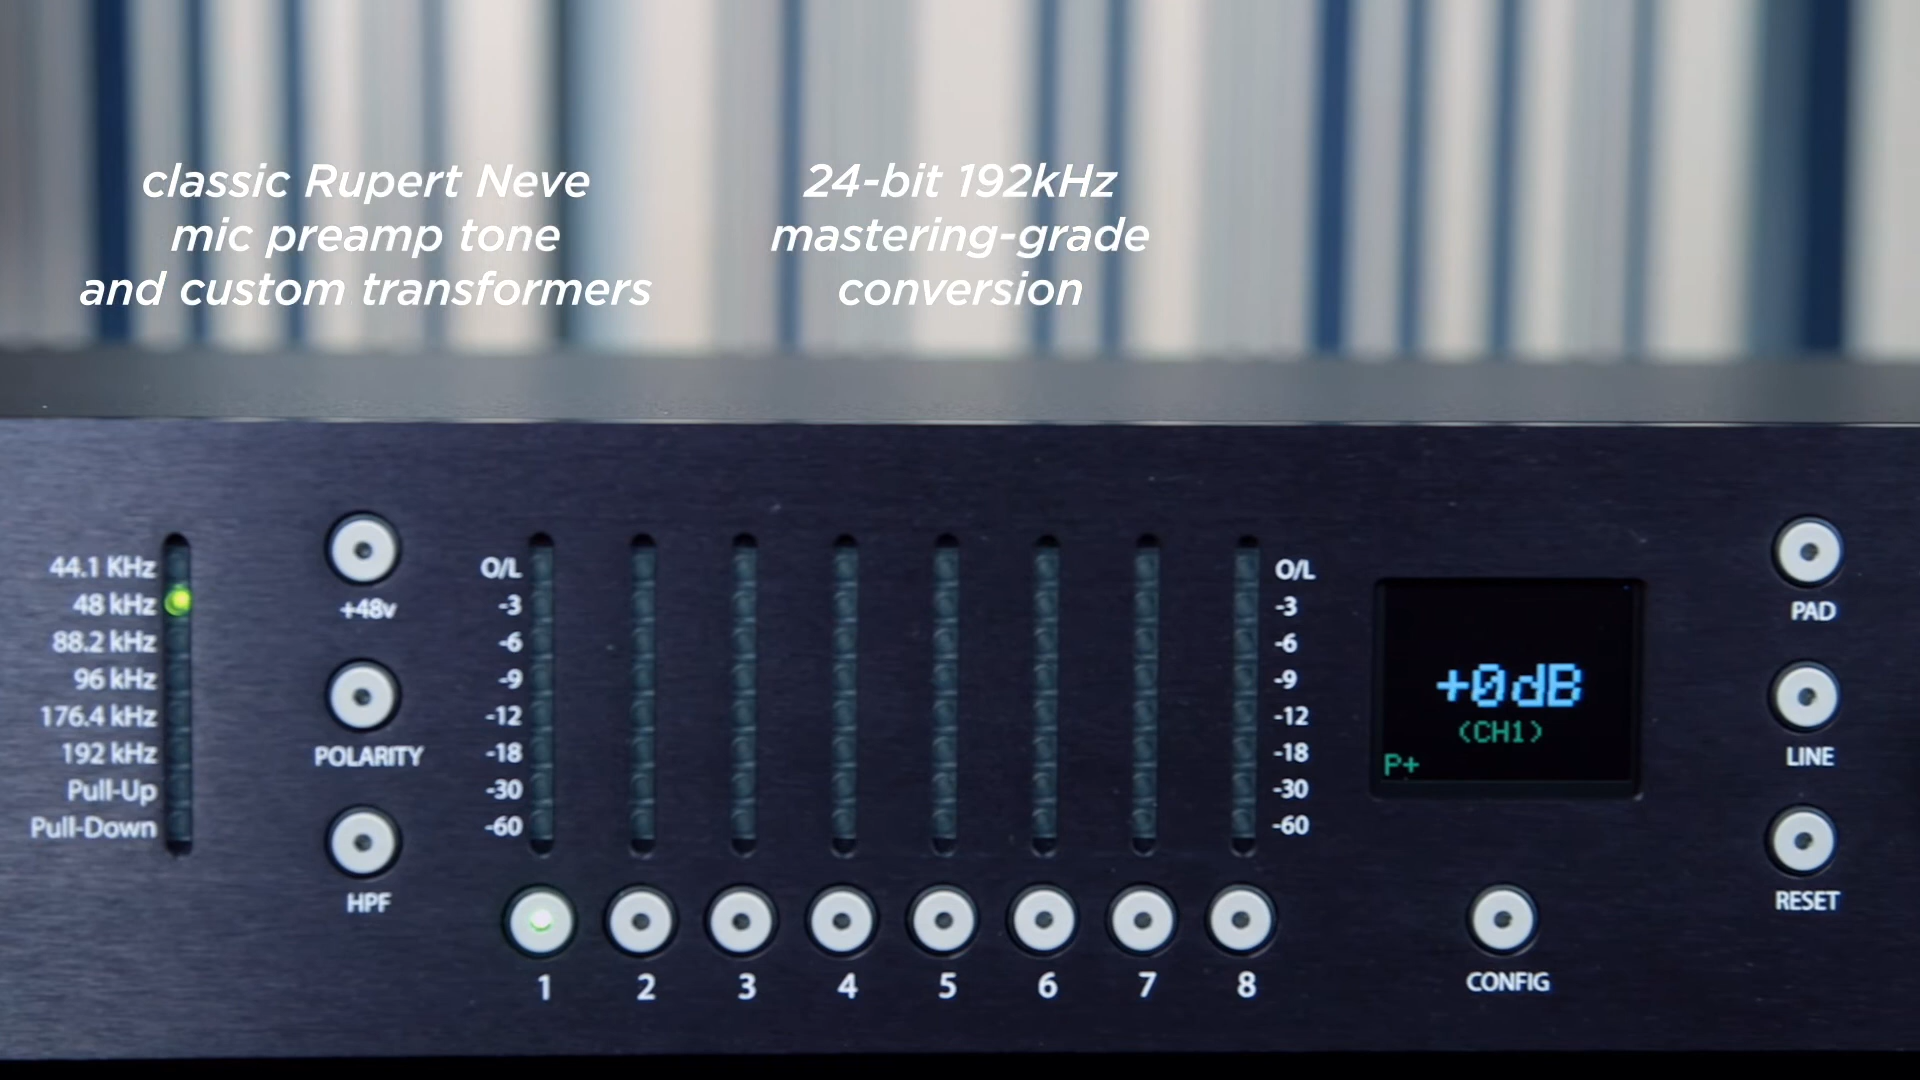 classic Rupert Neve
mic preamp tone
and custom transformers
24-bit 192kHz
mastering-grade
conversion
44.1 KHz
48 kHz
88.2 kHz
96 kHz
176.4 kHz
192 kHz
Pull-Up
Pull-Down
+48v
POLARITY
HPF
O/L
-3
-6
-9
-12
-18
-30
-60
1 2 3 4 5 6 7 8
O/L
-3
-6
-9
-12
-18
-30
-60
+0dB
(CH1)
P+
CONFIG
PAD
LINE
RESET